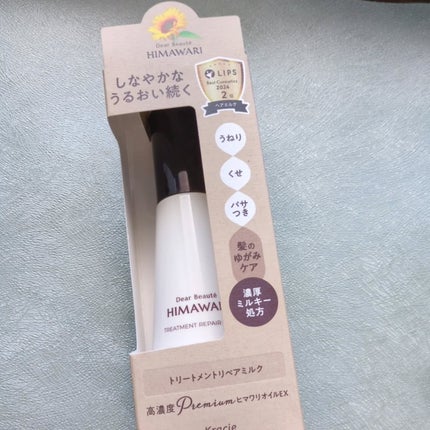 Dear Beauté
HIMAWARI
しなやかな
うるおい続く
LIPS
Best Cosmetics
2024
2位
ヘアミルク
うねり
くせ
パサ
つき
髪の
ゆがみ
ケア
濃厚
ミルキー
処方
Dear Beauté
HIMAWARI
TREATMENT REPAIR
トリートメントリペアミルク
高濃度Premiumヒマワリオイル EX
Kracie